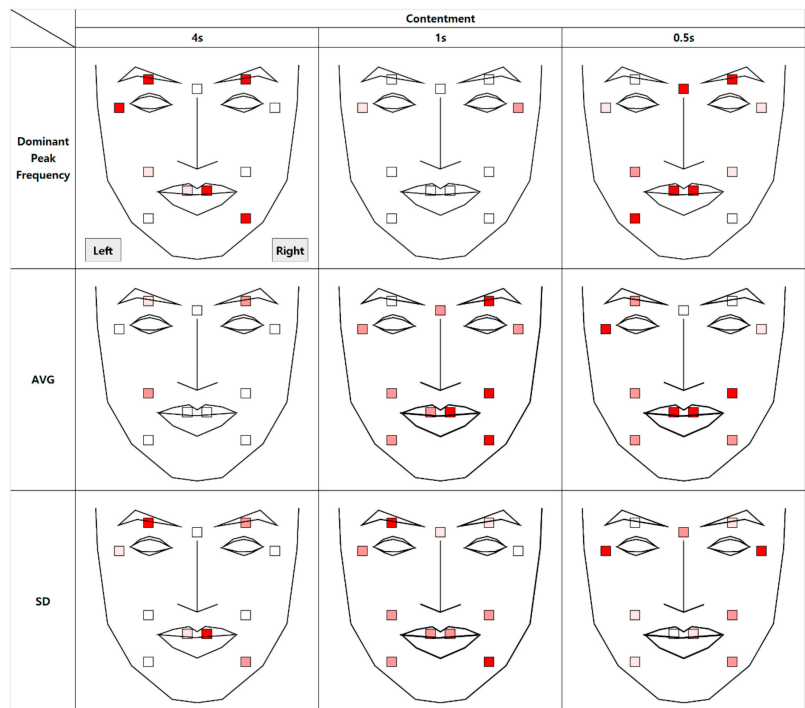 Contentment
4s 1s 0.5s
Dominant
Peak
Frequency
Left Right
AVG
SD